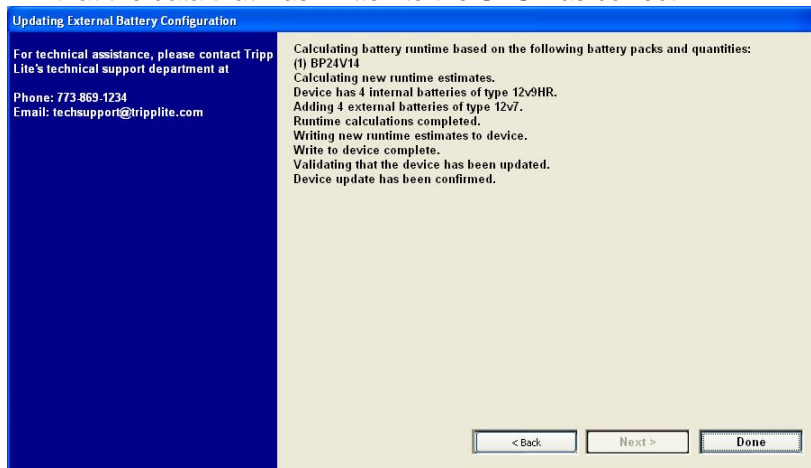 Updating External Battery Configuration
For technical assistance, please contact Tripp
Lite's technical support department at
Phone: 773-869-1234
Email: techsupport@tripplite.com
Calculating battery runtime based on the following battery packs and quantities:
(1) BP24V14
Calculating new runtime estimates.
Device has 4 internal batteries of type 12v9HR.
Adding 4 external batteries of type 12v7.
Runtime calculations completed.
Writing new runtime estimates to device.
Write to device complete.
Validating that the device has been updated.
Device update has been confirmed.
< Back
Next >
Done